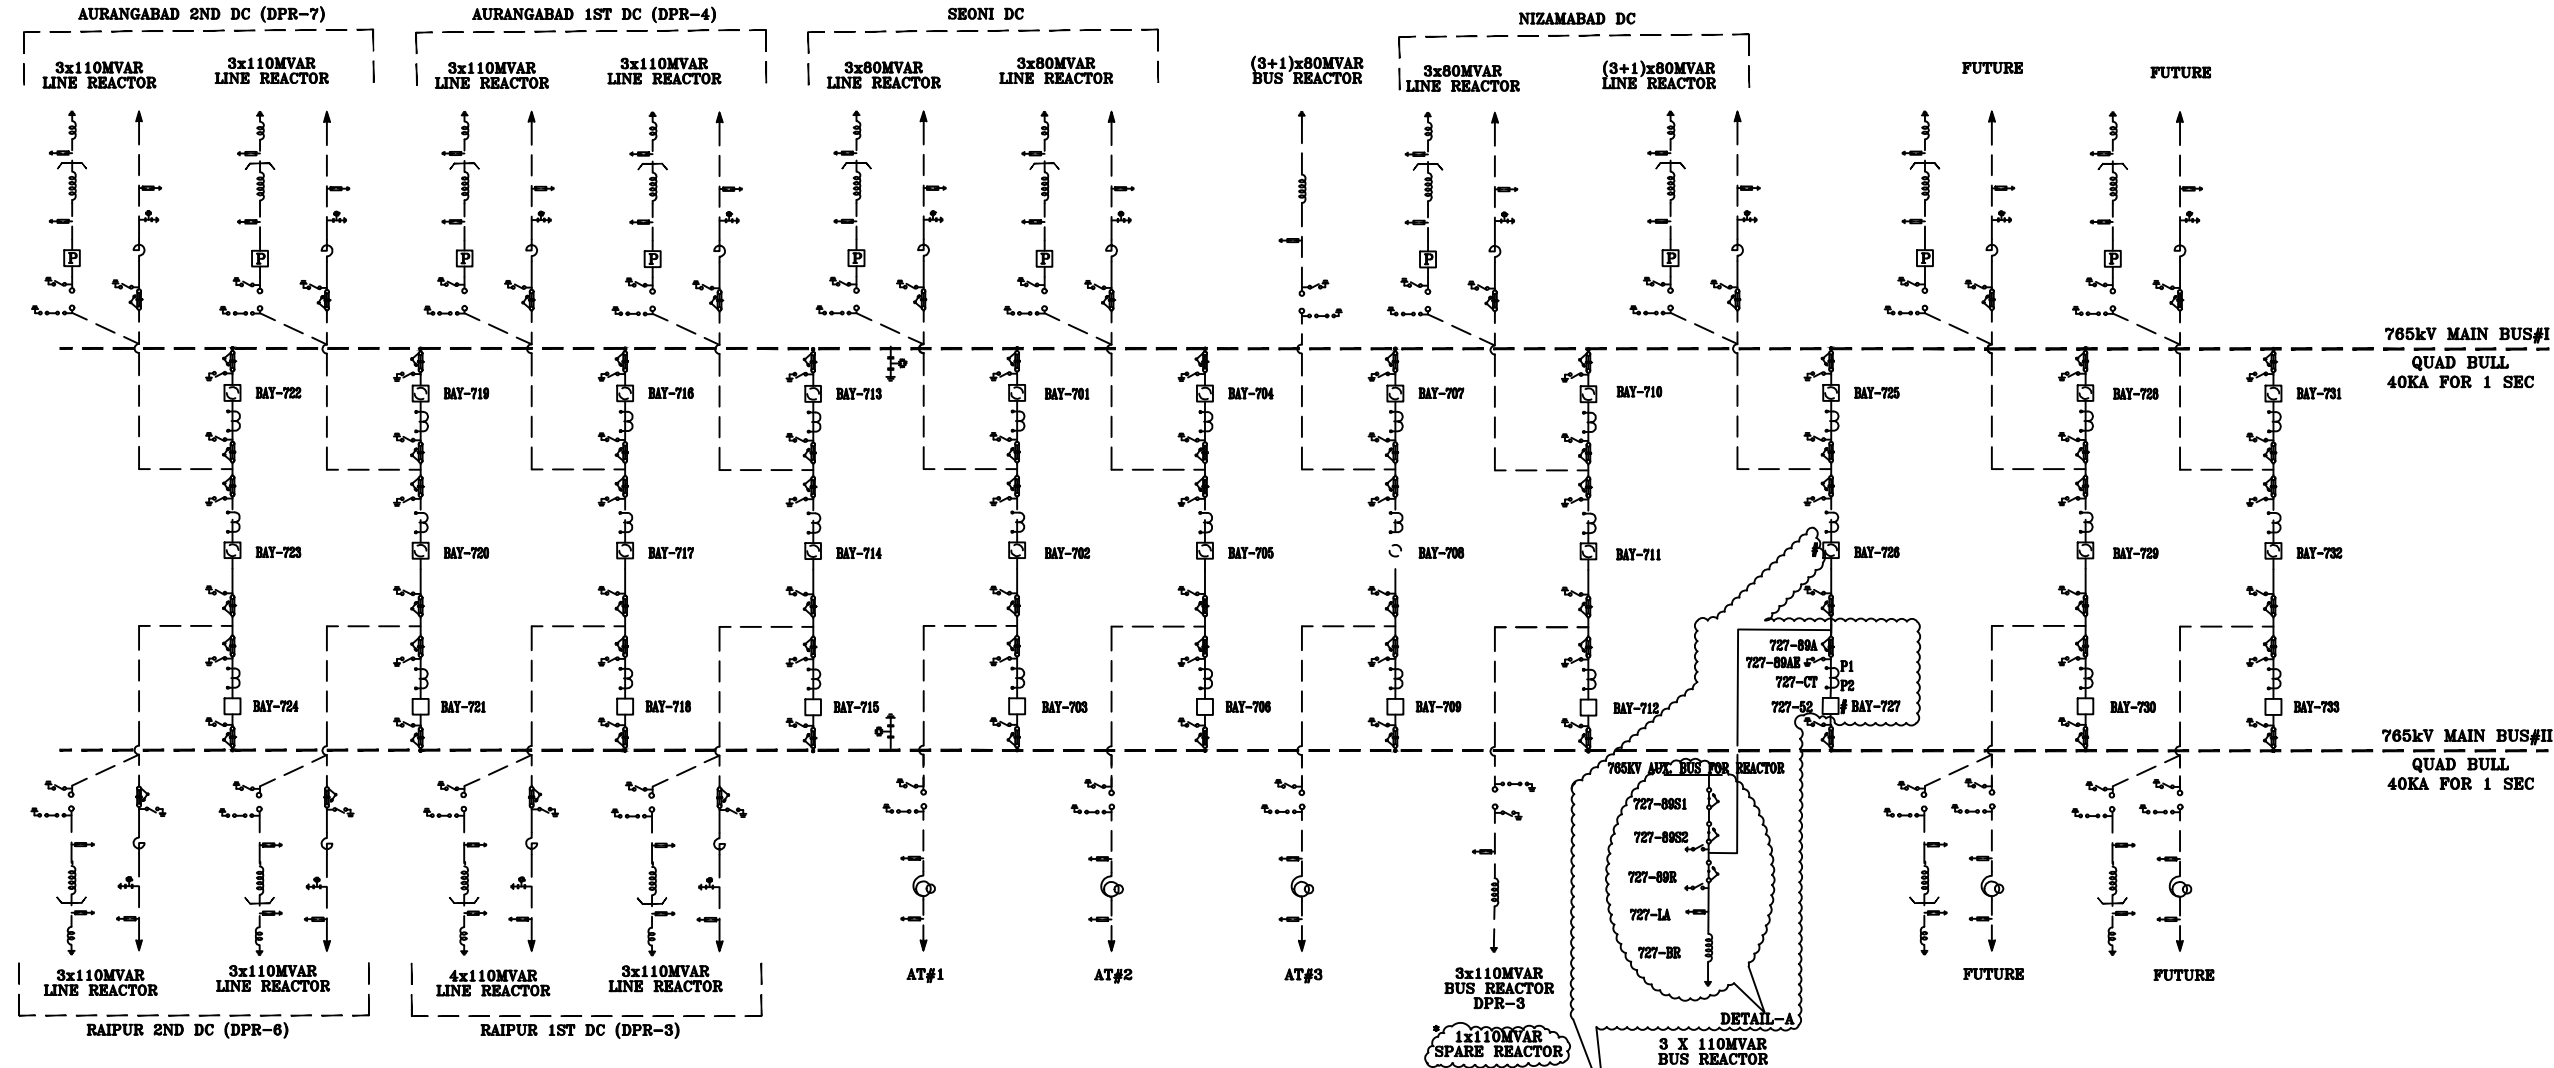 AURANGABAD 2ND DC (DPR-7)
AURANGABAD 1ST DC (DPR-4)
SEONI DC
NIZAMABAD DC
3x110MVAR
LINE REACTOR
3x110MVAR
LINE REACTOR
3x110MVAR
LINE REACTOR
3x110MVAR
LINE REACTOR
3x80MVAR
LINE REACTOR
3x80MVAR
LINE REACTOR
(3+1)x80MVAR
BUS REACTOR
3x80MVAR
LINE REACTOR
(3+1)x80MVAR
LINE REACTOR
FUTURE
FUTURE
P
P
P
P
P
P
P
P
P
P
765kV MAIN BUS#I
QUAD BULL
40KA FOR 1 SEC
BAY-722
BAY-719
BAY-716
BAY-713
BAY-701
BAY-704
BAY-707
BAY-710
BAY-725
BAY-728
BAY-731
BAY-723
BAY-720
BAY-717
BAY-714
BAY-702
BAY-705
BAY-708
BAY-711
#
BAY-726
BAY-729
BAY-732
727-89A
727-89AE
P1
727-CT
P2
727-52
# BAY-727
BAY-724
BAY-721
BAY-718
BAY-715
BAY-703
BAY-706
BAY-709
BAY-712
BAY-730
BAY-733
765kV MAIN BUS#II
QUAD BULL
40KA FOR 1 SEC
765KV AUX. BUS FOR REACTOR
727-89S1
727-89S2
727-89R
727-LA
727-BR
DETAIL-A
3x110MVAR
LINE REACTOR
3x110MVAR
LINE REACTOR
4x110MVAR
LINE REACTOR
3x110MVAR
LINE REACTOR
AT#1
AT#2
AT#3
3x110MVAR
BUS REACTOR
DPR-3
FUTURE
FUTURE
RAIPUR 2ND DC (DPR-6)
RAIPUR 1ST DC (DPR-3)
*
1x110MVAR
SPARE REACTOR
3 X 110MVAR
BUS REACTOR